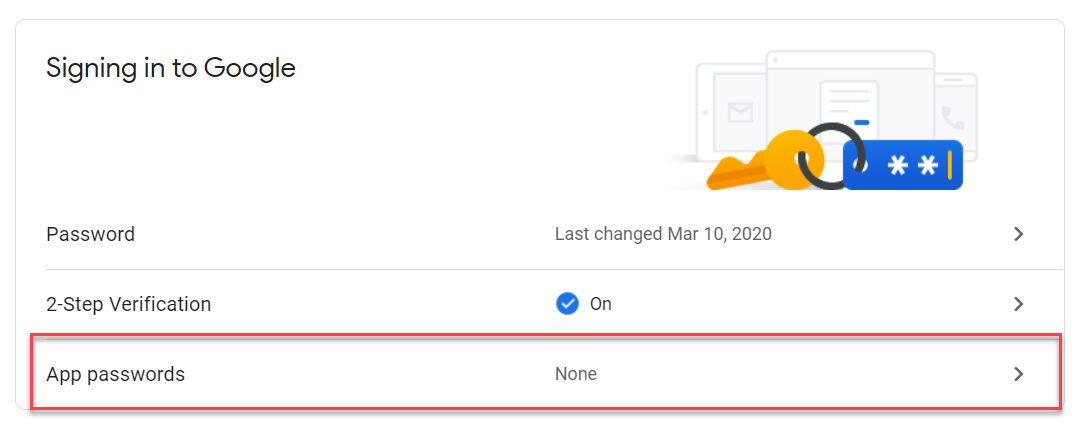 Signing in to Google
Password Last changed Mar 10, 2020
2-Step Verification On
App passwords None